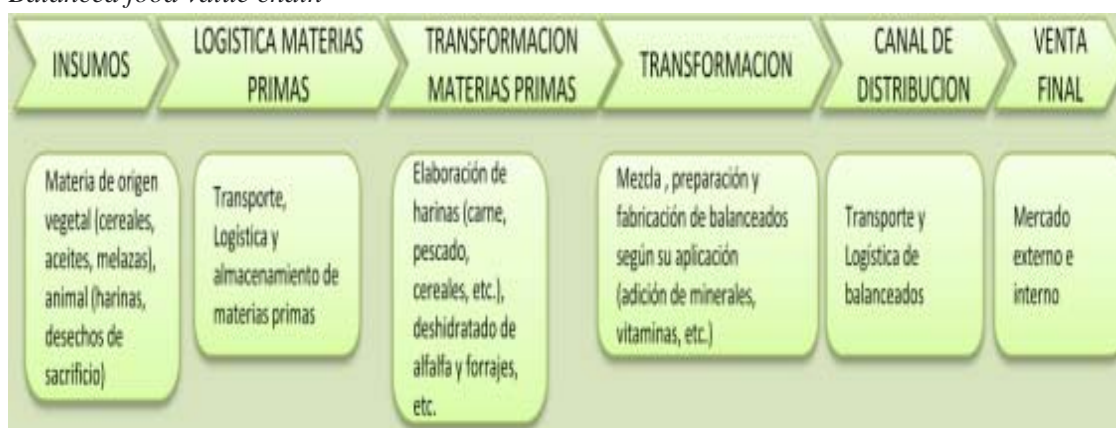 Balanced food value chain
INSUMOS
LOGISTICA MATERIAS
PRIMAS
TRANSFORMACION
MATERIAS PRIMAS
TRANSFORMACION
CANAL DE
DISTRIBUCION
VENTA
FINAL
Materia de origen
vegetal (cereales,
aceites, melazas),
animal (harinas,
desechos de
sacrificio)
Transporte,
Logística y
almacenamiento de
materias primas
Elaboración de
harinas (carne,
pescado,
cereales, etc.),
deshidratado de
alfalfa y forrajes,
etc.
Mezcla , preparación y
fabricación de balanceados
según su aplicación
(adición de minerales,
vitaminas, etc.)
Transporte y
Logística de
balanceados
Mercado
externo e
interno